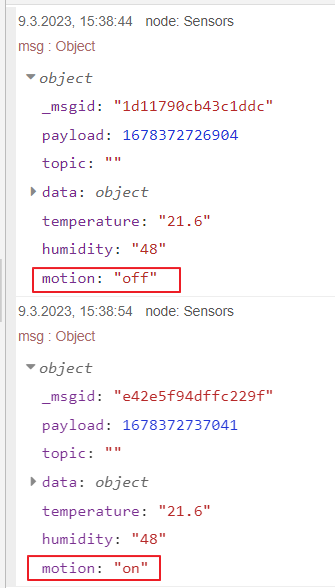 9.3.2023, 15:38:44 node: Sensors
msg : Object
object
_msgid: "1d11790cb43c1ddc"
payload: 1678372726904
topic: ""
data: object
temperature: "21.6"
humidity: "48"
motion: "off"
9.3.2023, 15:38:54 node: Sensors
msg : Object
object
_msgid: "e42e5f94dffc229f"
payload: 1678372737041
topic: ""
data: object
temperature: "21.6"
humidity: "48"
motion: "on"